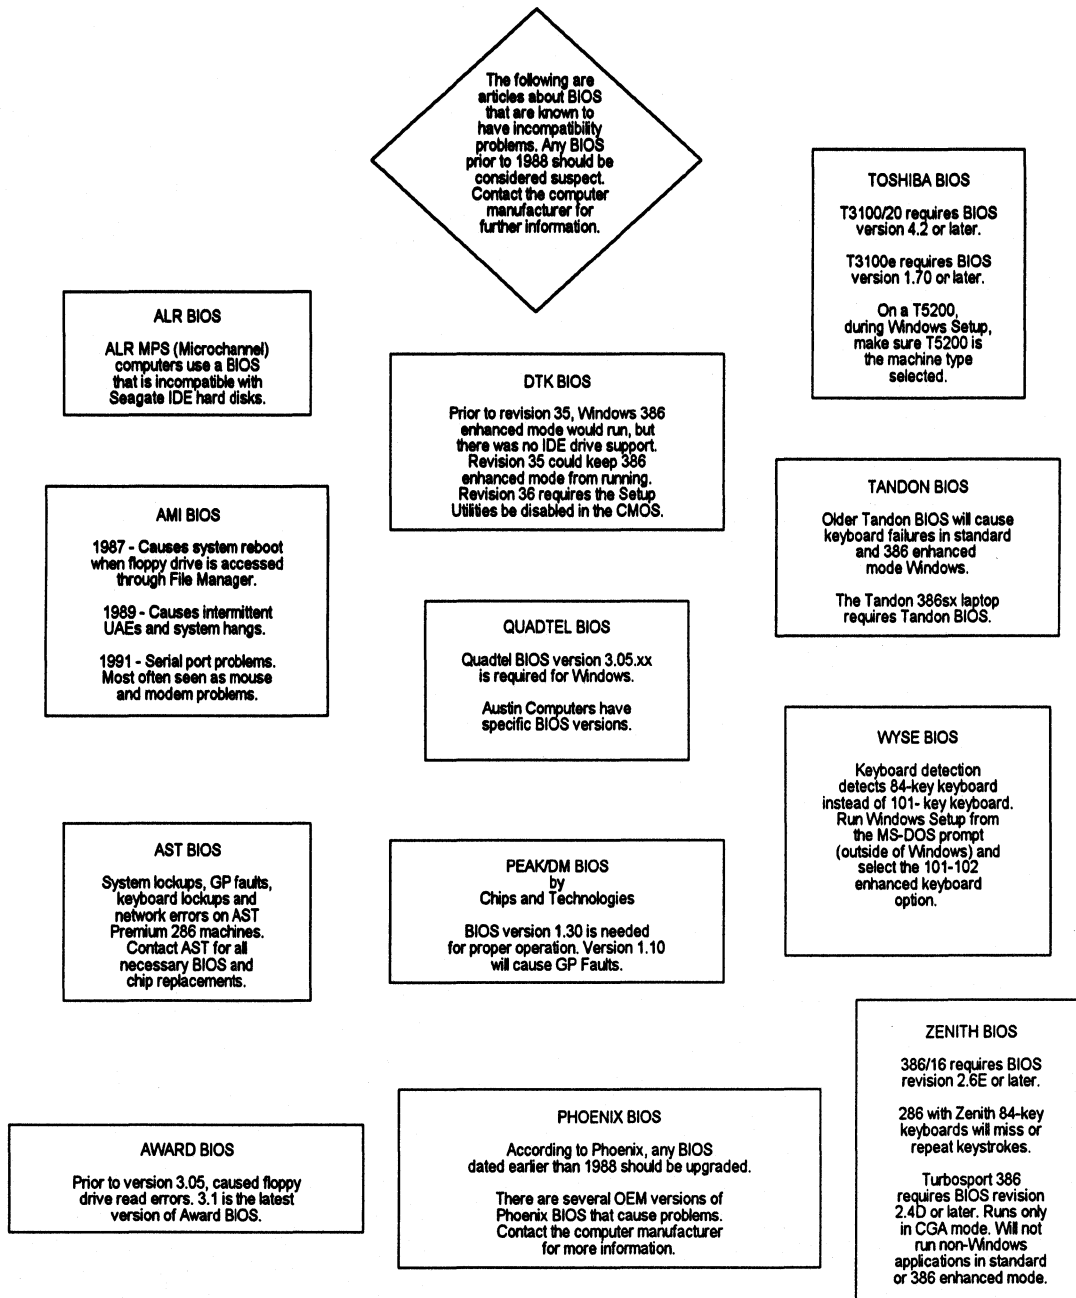 The following are
articles about BIOS
that are known to
have incompatibility
problems. Any BIOS
prior to 1988 should be
considered suspect.
Contact the computer
manufacturer for
further information.
ALR BIOS
ALR MPS (Microchannel)
computers use a BIOS
that is incompatible with
Seagate IDE hard disks.
AMI BIOS
1987 - Causes system reboot
when floppy drive is accessed
through File Manager.
1989 - Causes intermittent
UAEs and system hangs.
1991 - Serial port problems.
Most often seen as mouse
and modem problems.
AST BIOS
System lockups, GP faults,
keyboard lockups and
network errors on AST
Premium 286 machines.
Contact AST for all
necessary BIOS and
chip replacements.
AWARD BIOS
Prior to version 3.05, caused floppy
drive read errors. 3.1 is the latest
version of Award BIOS.
DTK BIOS
Prior to revision 35, Windows 386
enhanced mode would run, but
there was no IDE drive support.
Revision 35 could keep 386
enhanced mode from running.
Revision 36 requires the Setup
Utilities be disabled in the CMOS.
QUADTEL BIOS
Quadtel BIOS version 3.05.xx
is required for Windows.
Austin Computers have
specific BIOS versions.
PEAK/DM BIOS
by
Chips and Technologies
BIOS version 1.30 is needed
for proper operation. Version 1.10
will cause GP Faults.
PHOENIX BIOS
According to Phoenix, any BIOS
dated earlier than 1988 should be upgraded.
There are several OEM versions of
Phoenix BIOS that cause problems.
Contact the computer manufacturer
for more information.
TOSHIBA BIOS
T3100/20 requires BIOS
version 4.2 or later.
T3100e requires BIOS
version 1.70 or later.
On a T5200,
during Windows Setup,
make sure T5200 is
the machine type
selected.
TANDON BIOS
Older Tandon BIOS will cause
keyboard failures in standard
and 386 enhanced
mode Windows.
The Tandon 386sx laptop
requires Tandon BIOS.
WYSE BIOS
Keyboard detection
detects 84-key keyboard
instead of 101- key keyboard.
Run Windows Setup from
the MS-DOS prompt
(outside of Windows) and
select the 101-102
enhanced keyboard
option.
ZENITH BIOS
386/16 requires BIOS
revision 2.6E or later.
286 with Zenith 84-key
keyboards will miss or
repeat keystrokes.
Turbosport 386
requires BIOS revision
2.4D or later. Runs only
in CGA mode. Will not
run non-Windows
applications in standard
or 386 enhanced mode.